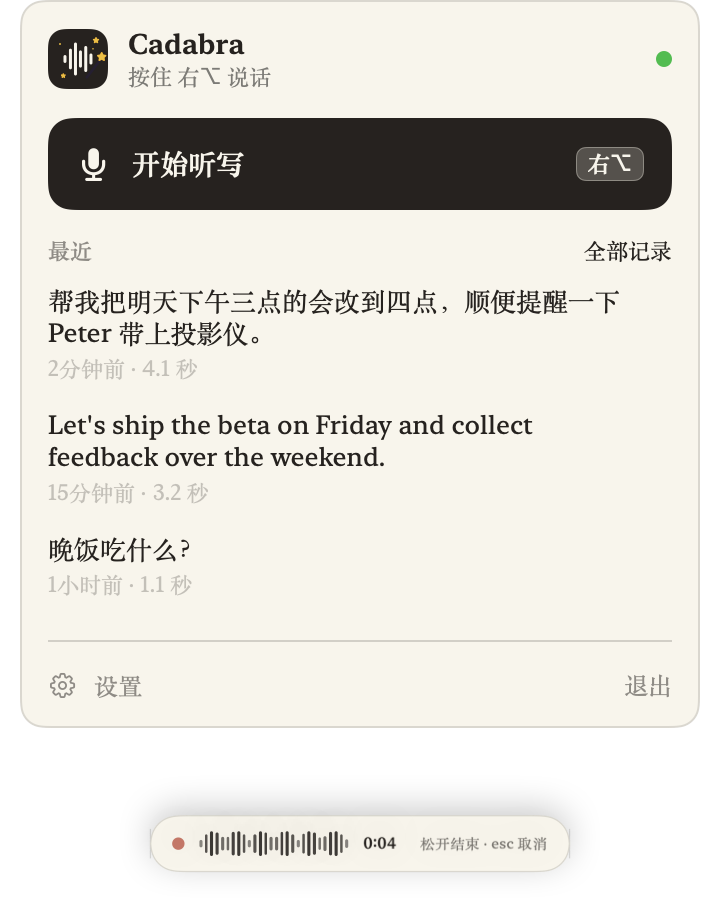 Cadabra
按住 右⌥ 说话
开始听写 右⌥
最近 全部记录
帮我把明天下午三点的会改到四点，顺便提醒一下
Peter 带上投影仪。
2分钟前 · 4.1 秒
Let's ship the beta on Friday and collect
feedback over the weekend.
15分钟前 · 3.2 秒
晚饭吃什么？
1小时前 · 1.1 秒
设置 退出
0:04 松开结束 · esc 取消